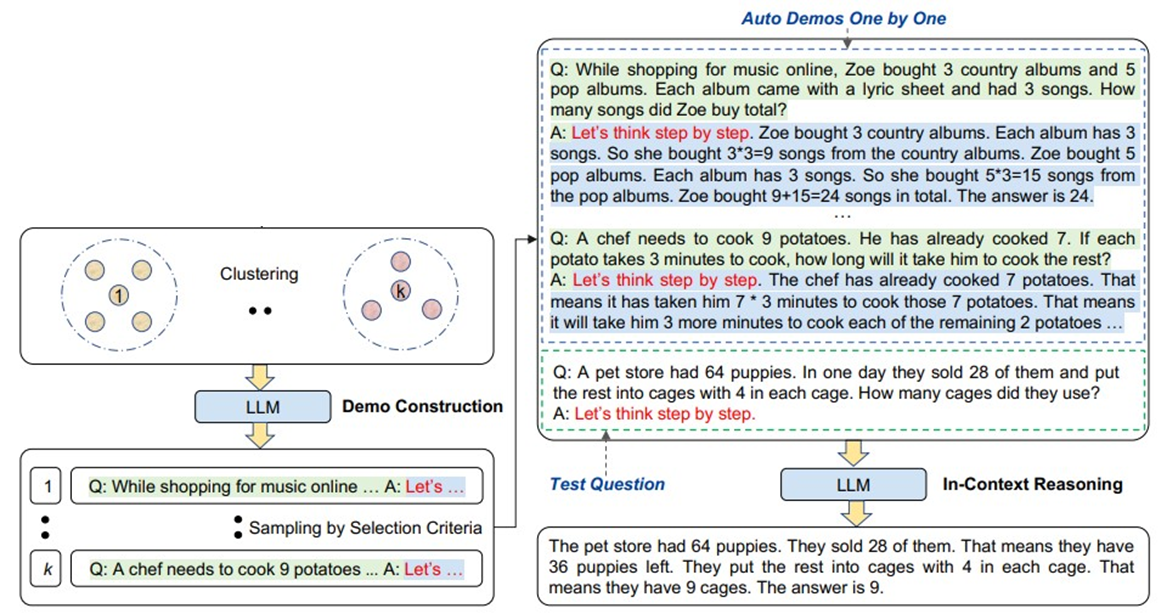 Clustering
1
k
LLM
Demo Construction
1
Q: While shopping for music online … A: Let's …
Sampling by Selection Criteria
k
Q: A chef needs to cook 9 potatoes ... A: Let's …
Auto Demos One by One
Q: While shopping for music online, Zoe bought 3 country albums and 5
pop albums. Each album came with a lyric sheet and had 3 songs. How
many songs did Zoe buy total?
A: Let's think step by step. Zoe bought 3 country albums. Each album has 3
songs. So she bought 3*3=9 songs from the country albums. Zoe bought 5
pop albums. Each album has 3 songs. So she bought 5*3=15 songs from
the pop albums. Zoe bought 9+15=24 songs in total. The answer is 24.
…
Q: A chef needs to cook 9 potatoes. He has already cooked 7. If each
potato takes 3 minutes to cook, how long will it take him to cook the rest?
A: Let's think step by step. The chef has already cooked 7 potatoes. That
means it has taken him 7 * 3 minutes to cook those 7 potatoes. That means
it will take him 3 more minutes to cook each of the remaining 2 potatoes …
Q: A pet store had 64 puppies. In one day they sold 28 of them and put
the rest into cages with 4 in each cage. How many cages did they use?
A: Let's think step by step.
Test Question
LLM
In-Context Reasoning
The pet store had 64 puppies. They sold 28 of them. That means they have
36 puppies left. They put the rest into cages with 4 in each cage. That
means they have 9 cages. The answer is 9.